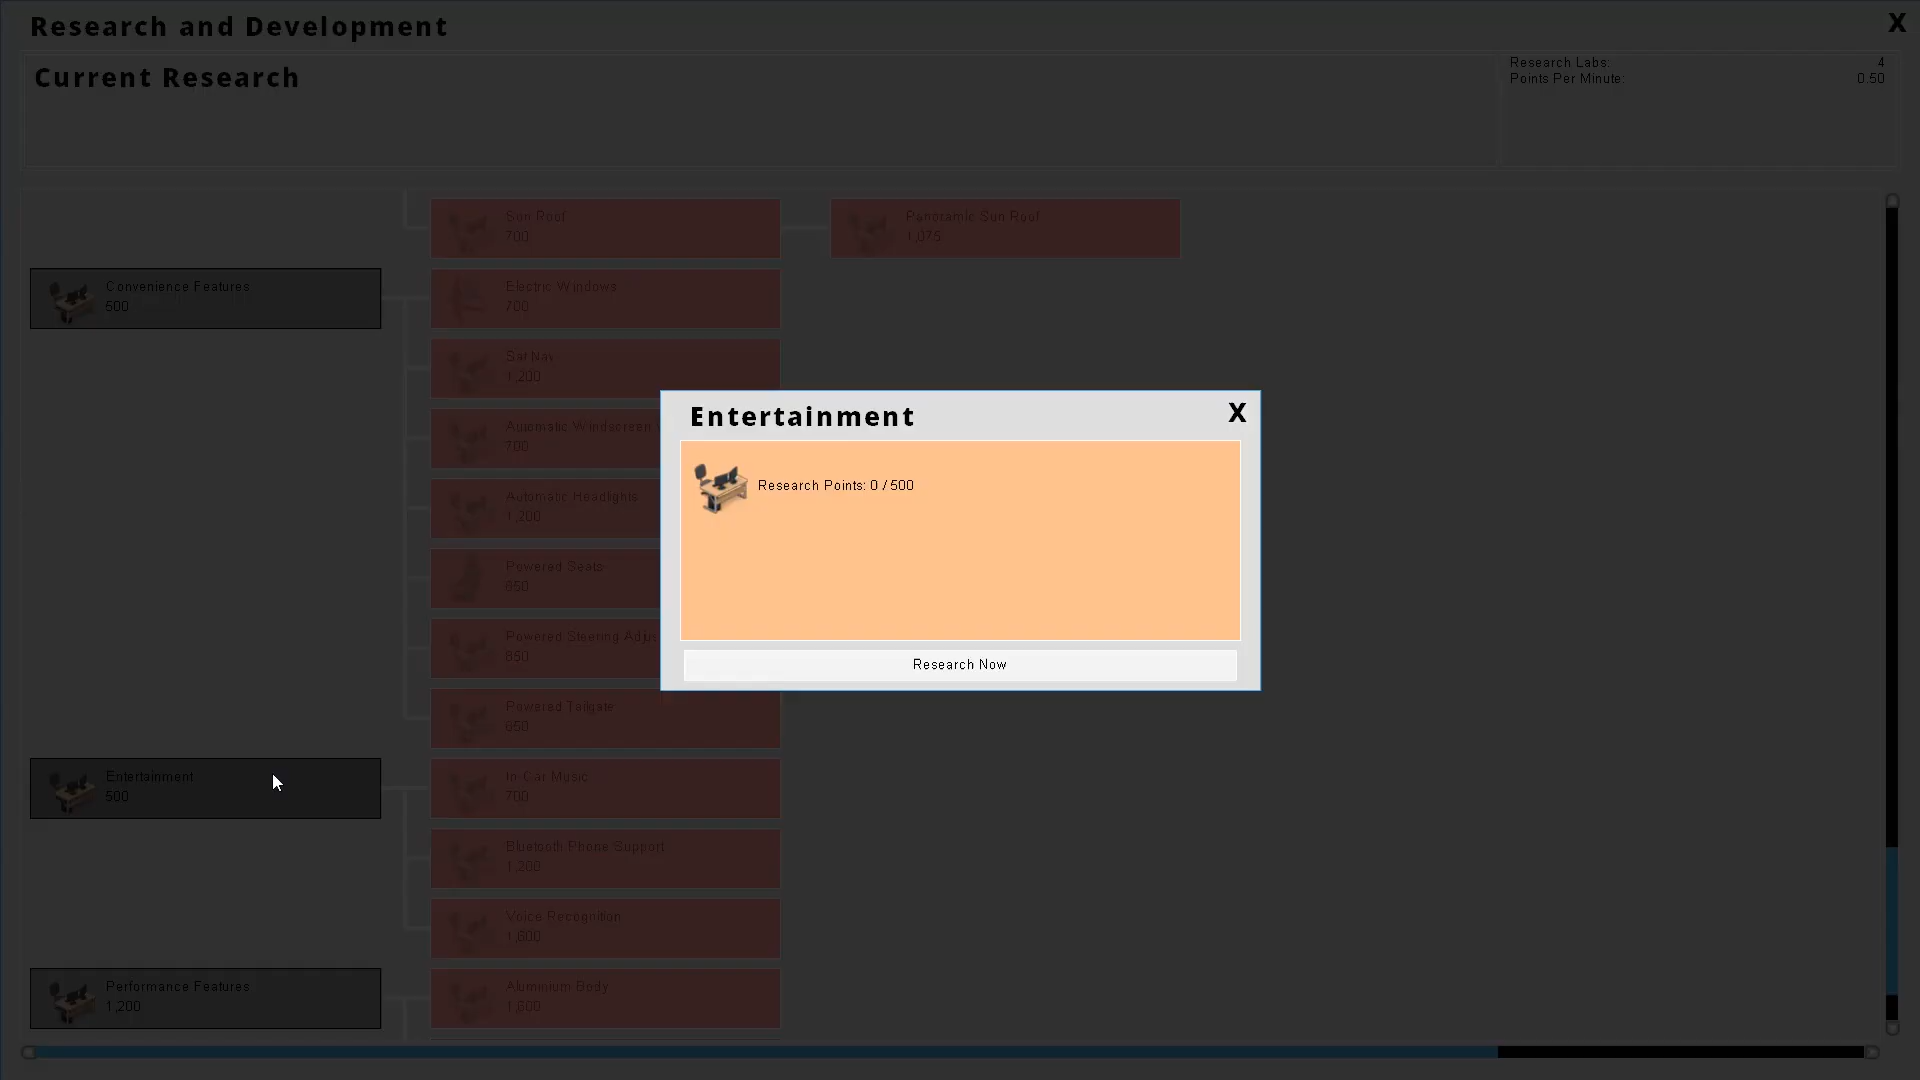 Research and Development
X
Current Research
Research Labs: 4
Points Per Minute: 0.50
Sun Roof
700
Panoramic Sun Roof
1,075
Convenience Features
500
Electric Windows
700
Sat Nav
1,200
Automatic Windscreen
700
Automatic Headlights
1,200
Powered Seats
650
Powered Steering Adjus
850
Powered Tailgate
650
Entertainment
X
Research Points: 0 / 500
Research Now
Entertainment
500
In-Car Music
700
Bluetooth Phone Support
1,200
Voice Recognition
1,600
Performance Features
1,200
Aluminium Body
1,600